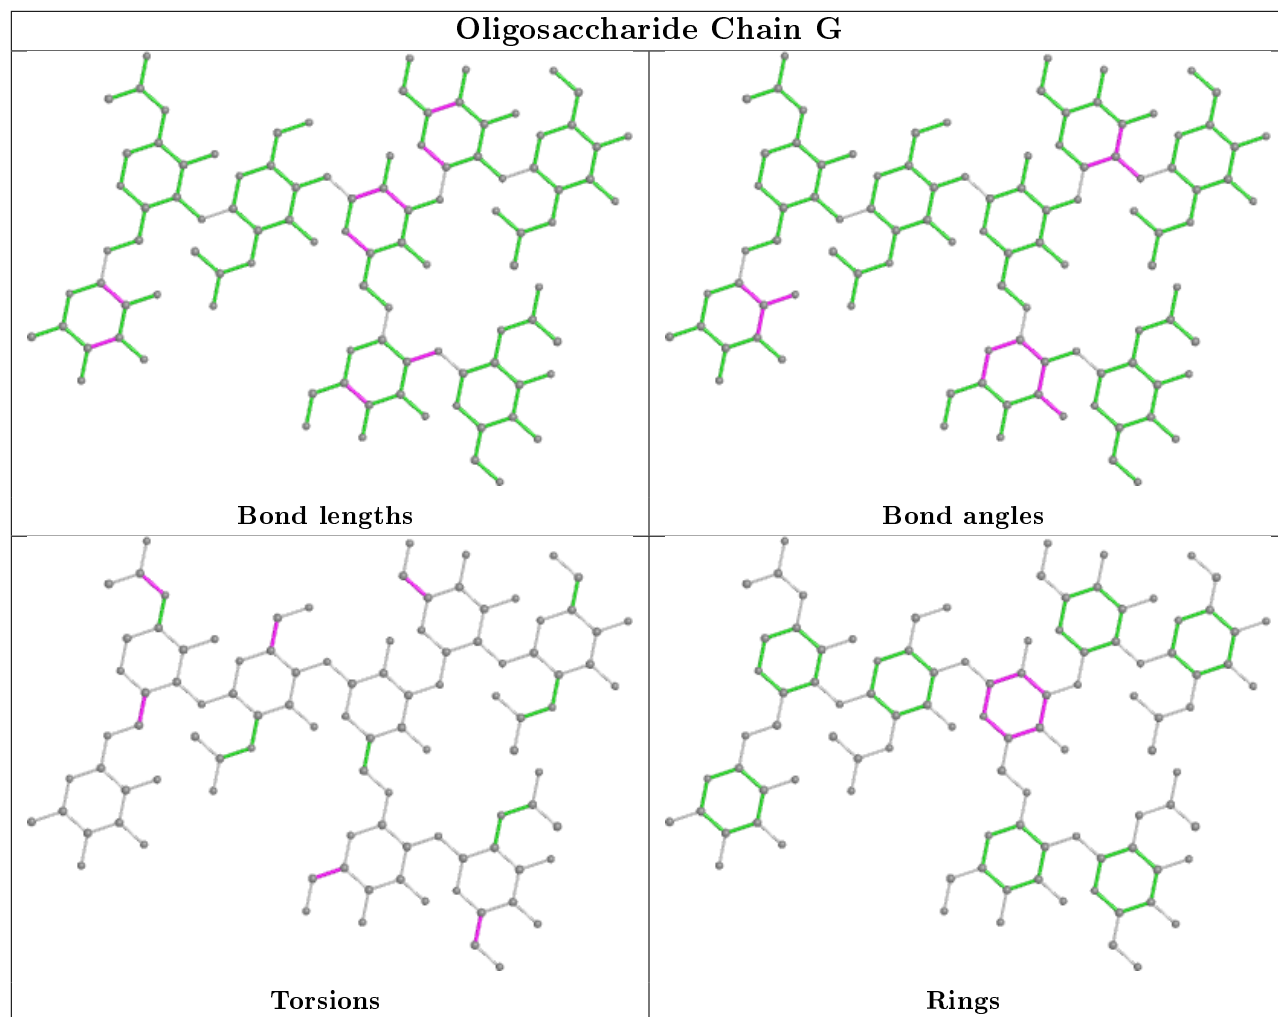 Oligosaccharide Chain G
Bond lengths
Bond angles
Torsions
Rings